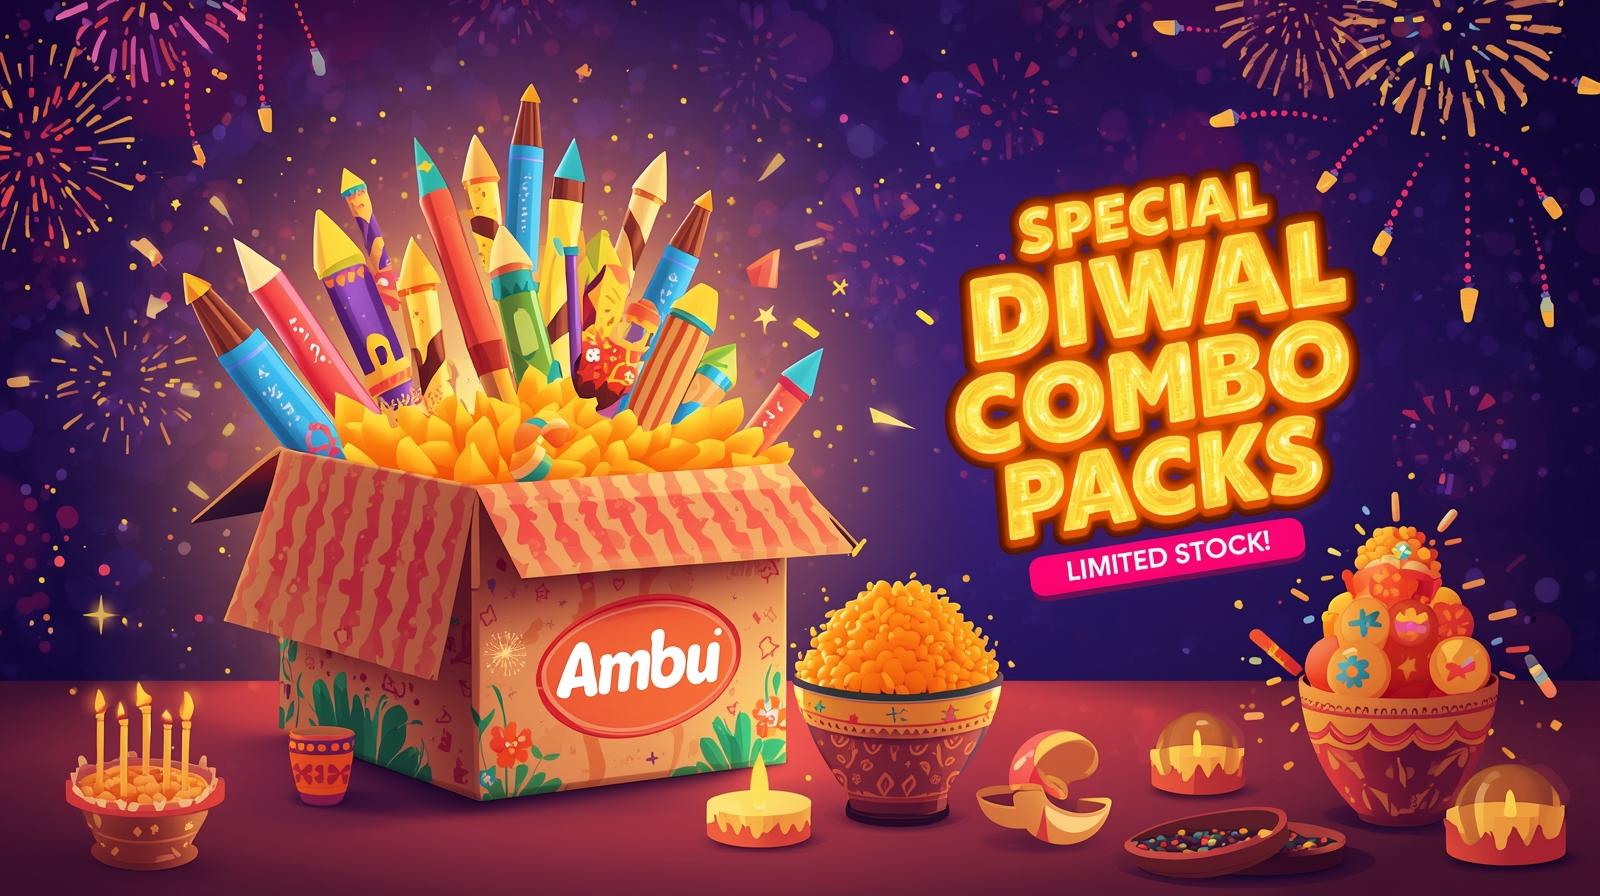 SPECIAL
DIWAL
COMBO
PACKS
LIMITED STOCK!
Ambu